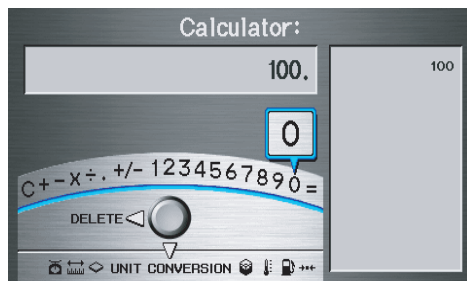 Calculator:
100.
100
0
C+-x÷.+/-1234567890=
DELETE
UNIT CONVERSION